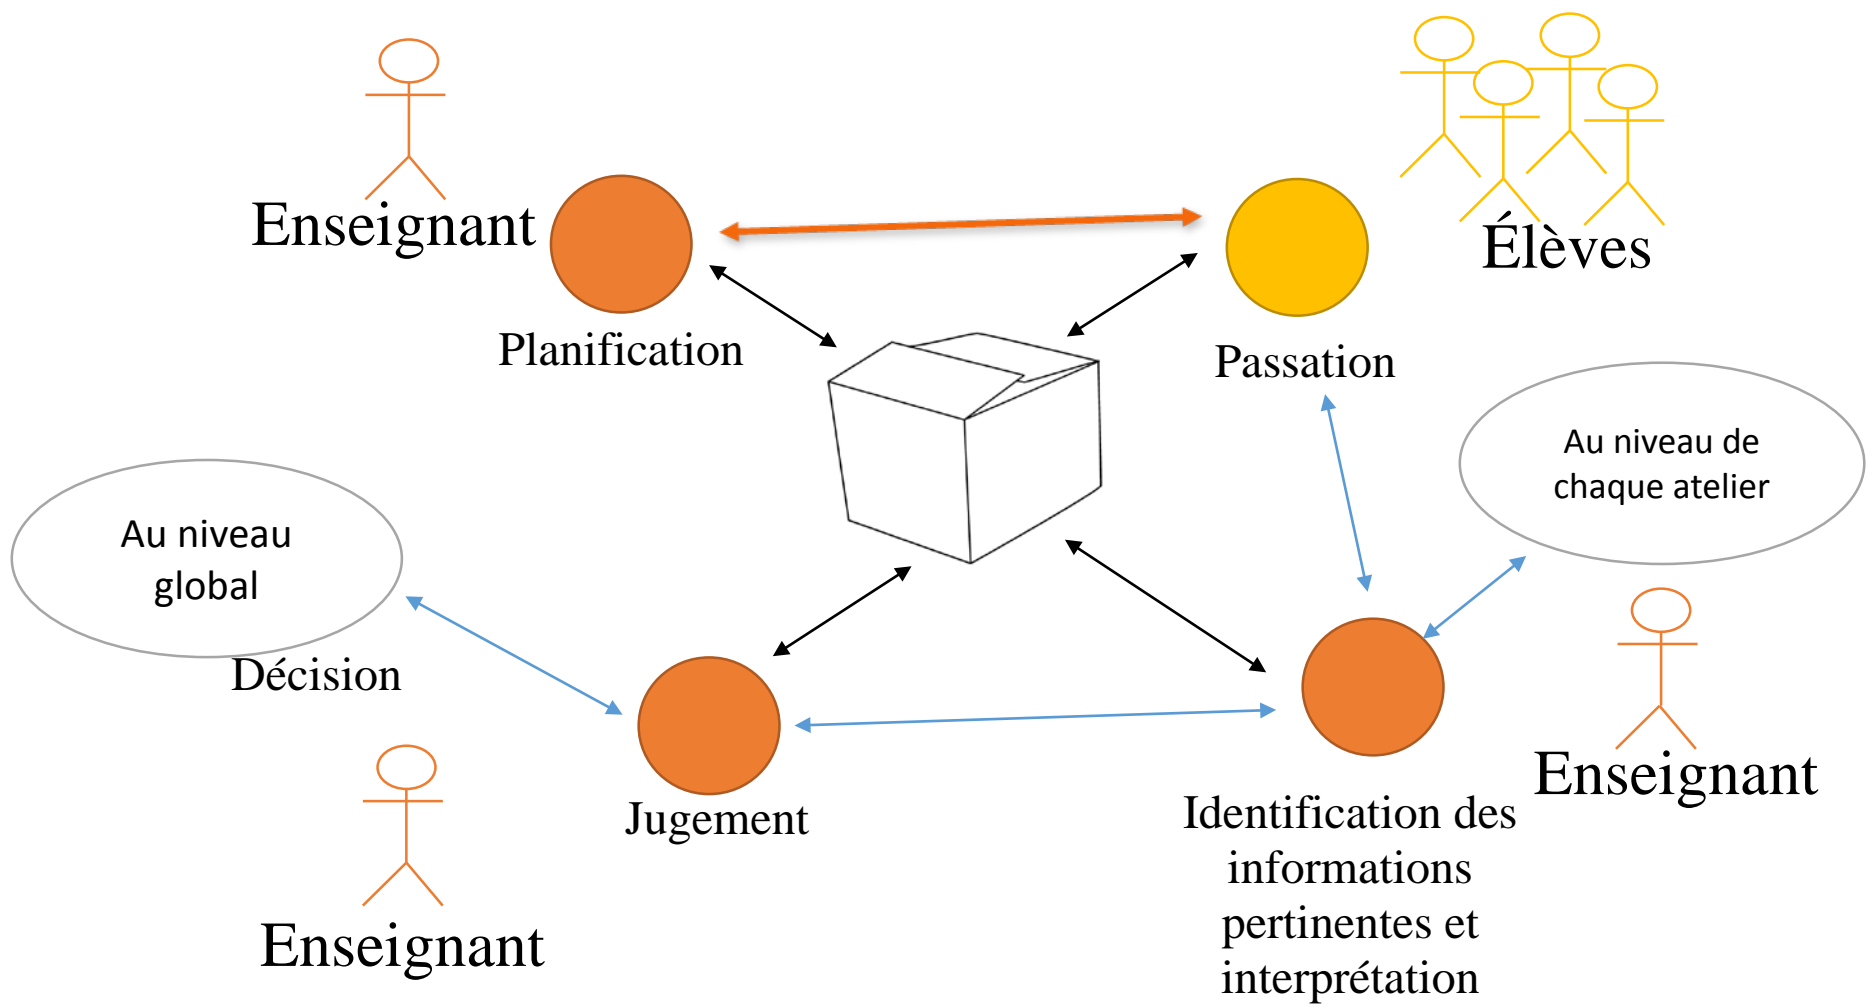 Enseignant
Élèves
Planification
Passation
Au niveau de
chaque atelier
Au niveau
global
Décision
Enseignant
Jugement
Identification des
informations
pertinentes et
interprétation
Enseignant